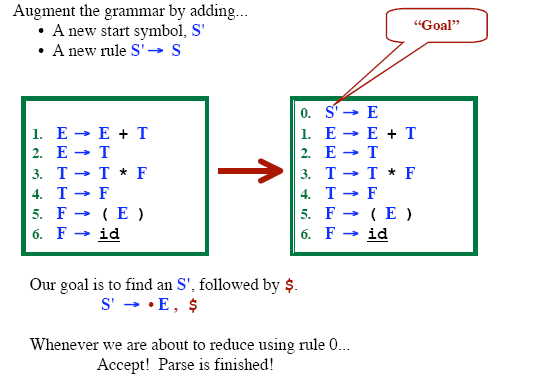 Augment the grammar by adding...
• A new start symbol, S'
• A new rule S' → S
“Goal”
1. E → E + T
2. E → T
3. T → T * F
4. T → F
5. F → ( E )
6. F → id
0. S' → E
1. E → E + T
2. E → T
3. T → T * F
4. T → F
5. F → ( E )
6. F → id
Our goal is to find an S', followed by $.
S' → •E, $
Whenever we are about to reduce using rule 0...
Accept! Parse is finished!